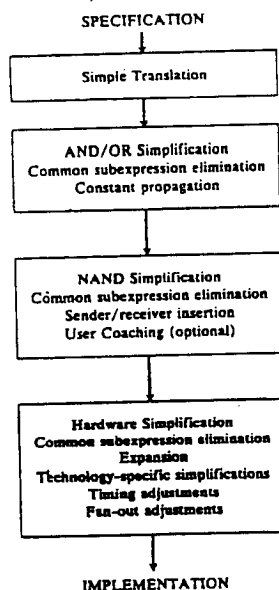 SPECIFICATION
Simple Translation
AND/OR Simplification
Common subexpression elimination
Constant propagation
NAND Simplification
Common subexpression elimination
Sender/receiver insertion
User Coaching (optional)
Hardware Simplification
Common subexpression elimination
Expansion
Technology-specific simplifications
Timing adjustments
Fan-out adjustments
IMPLEMENTATION